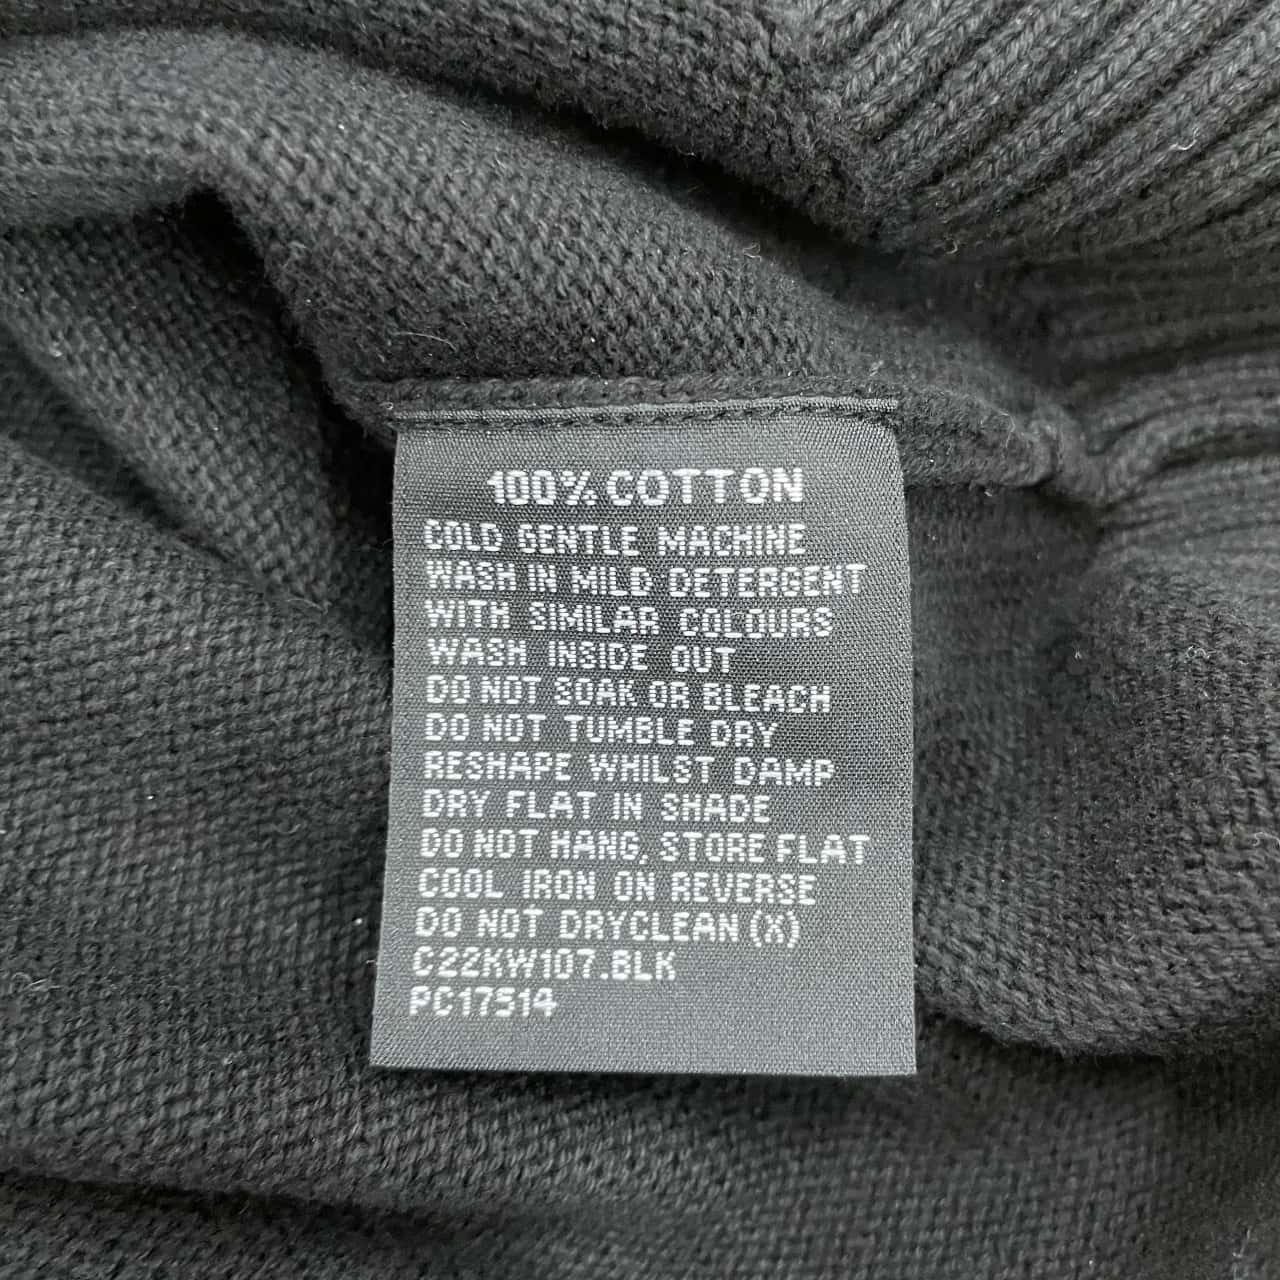 100% COTTON
COLD GENTLE MACHINE
WASH IN MILD DETERGENT
WITH SIMILAR COLOURS
WASH INSIDE OUT
DO NOT SOAK OR BLEACH
DO NOT TUMBLE DRY
RESHAPE WHILST DAMP
DRY FLAT IN SHADE
DO NOT HANG, STORE FLAT
COOL IRON ON REVERSE
DO NOT DRYCLEAN (X)
C22KW107.BLK
PC17514